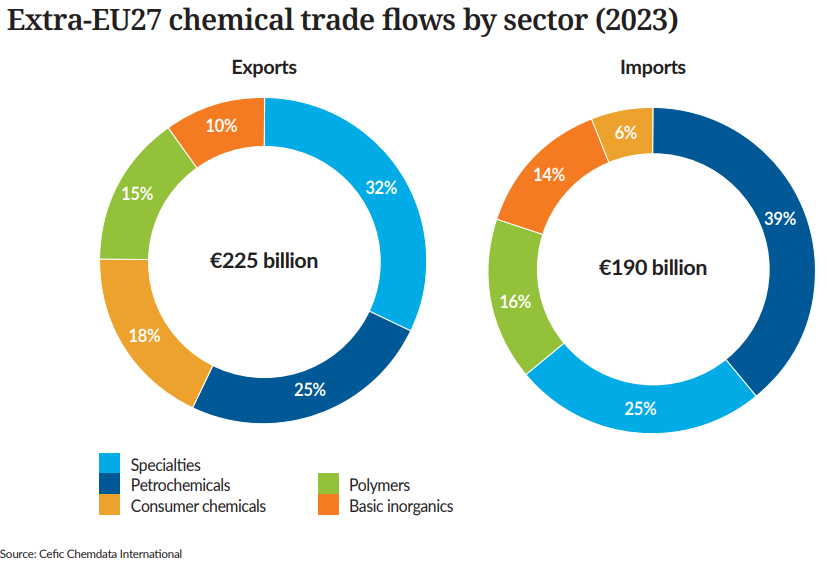 Extra-EU27 chemical trade flows by sector (2023)
Exports
Imports
10%
32%
15%
18%
25%
€225 billion
6%
14%
39%
16%
25%
€190 billion
Specialties
Petrochemicals
Consumer chemicals
Polymers
Basic inorganics
Source: Cefic Chemdata International